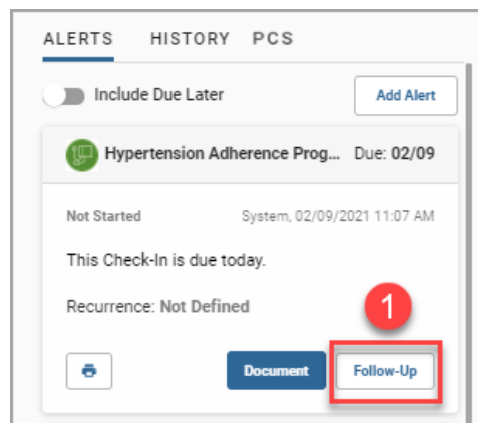 ALERTS HISTORY PCS
Include Due Later Add Alert
Hypertension Adherence Prog... Due: 02/09
Not Started System, 02/09/2021 11:07 AM
This Check-In is due today.
Recurrence: Not Defined
1
Document Follow-Up